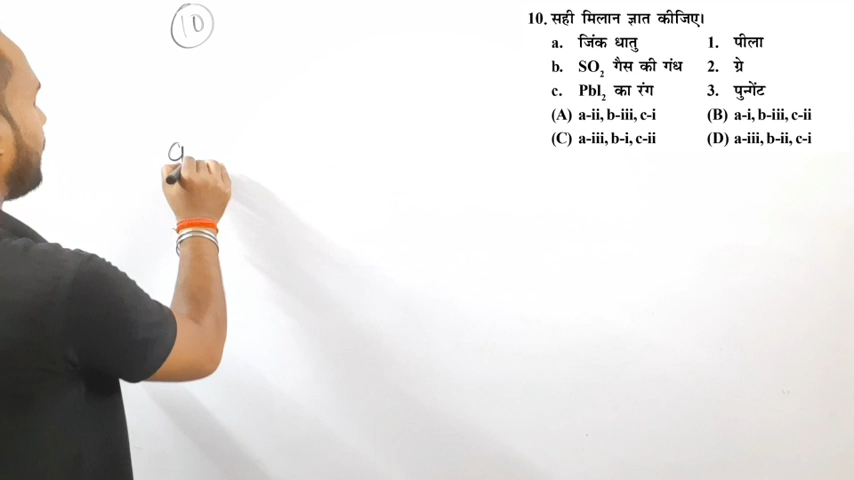 10
a
10. सही मिलान ज्ञात कीजिए।
a. जिंक धातु 1. पीला
b. SO₂ गैस की गंध 2. ग्रे
c. PbI₂ का रंग 3. पुन्गेंट
(A) a-ii, b-iii, c-i (B) a-i, b-iii, c-ii
(C) a-iii, b-i, c-ii (D) a-iii, b-ii, c-i